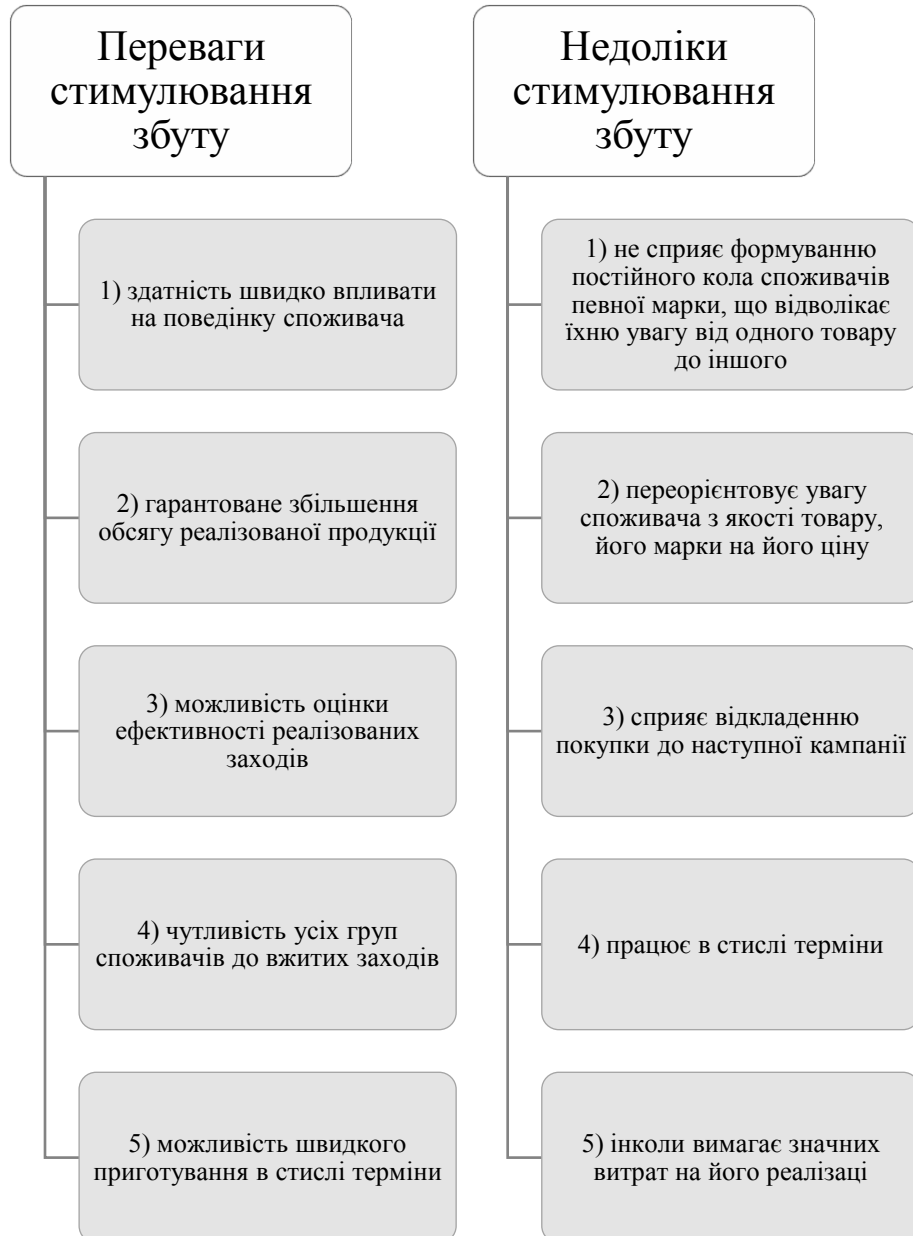 Переваги
стимулювання
збуту
1) здатність швидко впливати
на поведінку споживача
2) гарантоване збільшення
обсягу реалізованої продукції
3) можливість оцінки
ефективності реалізованих
заходів
4) чутливість усіх груп
споживачів до вжитих заходів
5) можливість швидкого
приготування в стислі терміни
Недоліки
стимулювання
збуту
1) не сприяє формуванню
постійного кола споживачів
певної марки, що відволікає
їхню увагу від одного товару
до іншого
2) переорієнтовує увагу
споживача з якості товару,
його марки на його ціну
3) сприяє відкладенню
покупки до наступної кампанії
4) працює в стислі терміни
5) інколи вимагає значних
витрат на його реалізаці